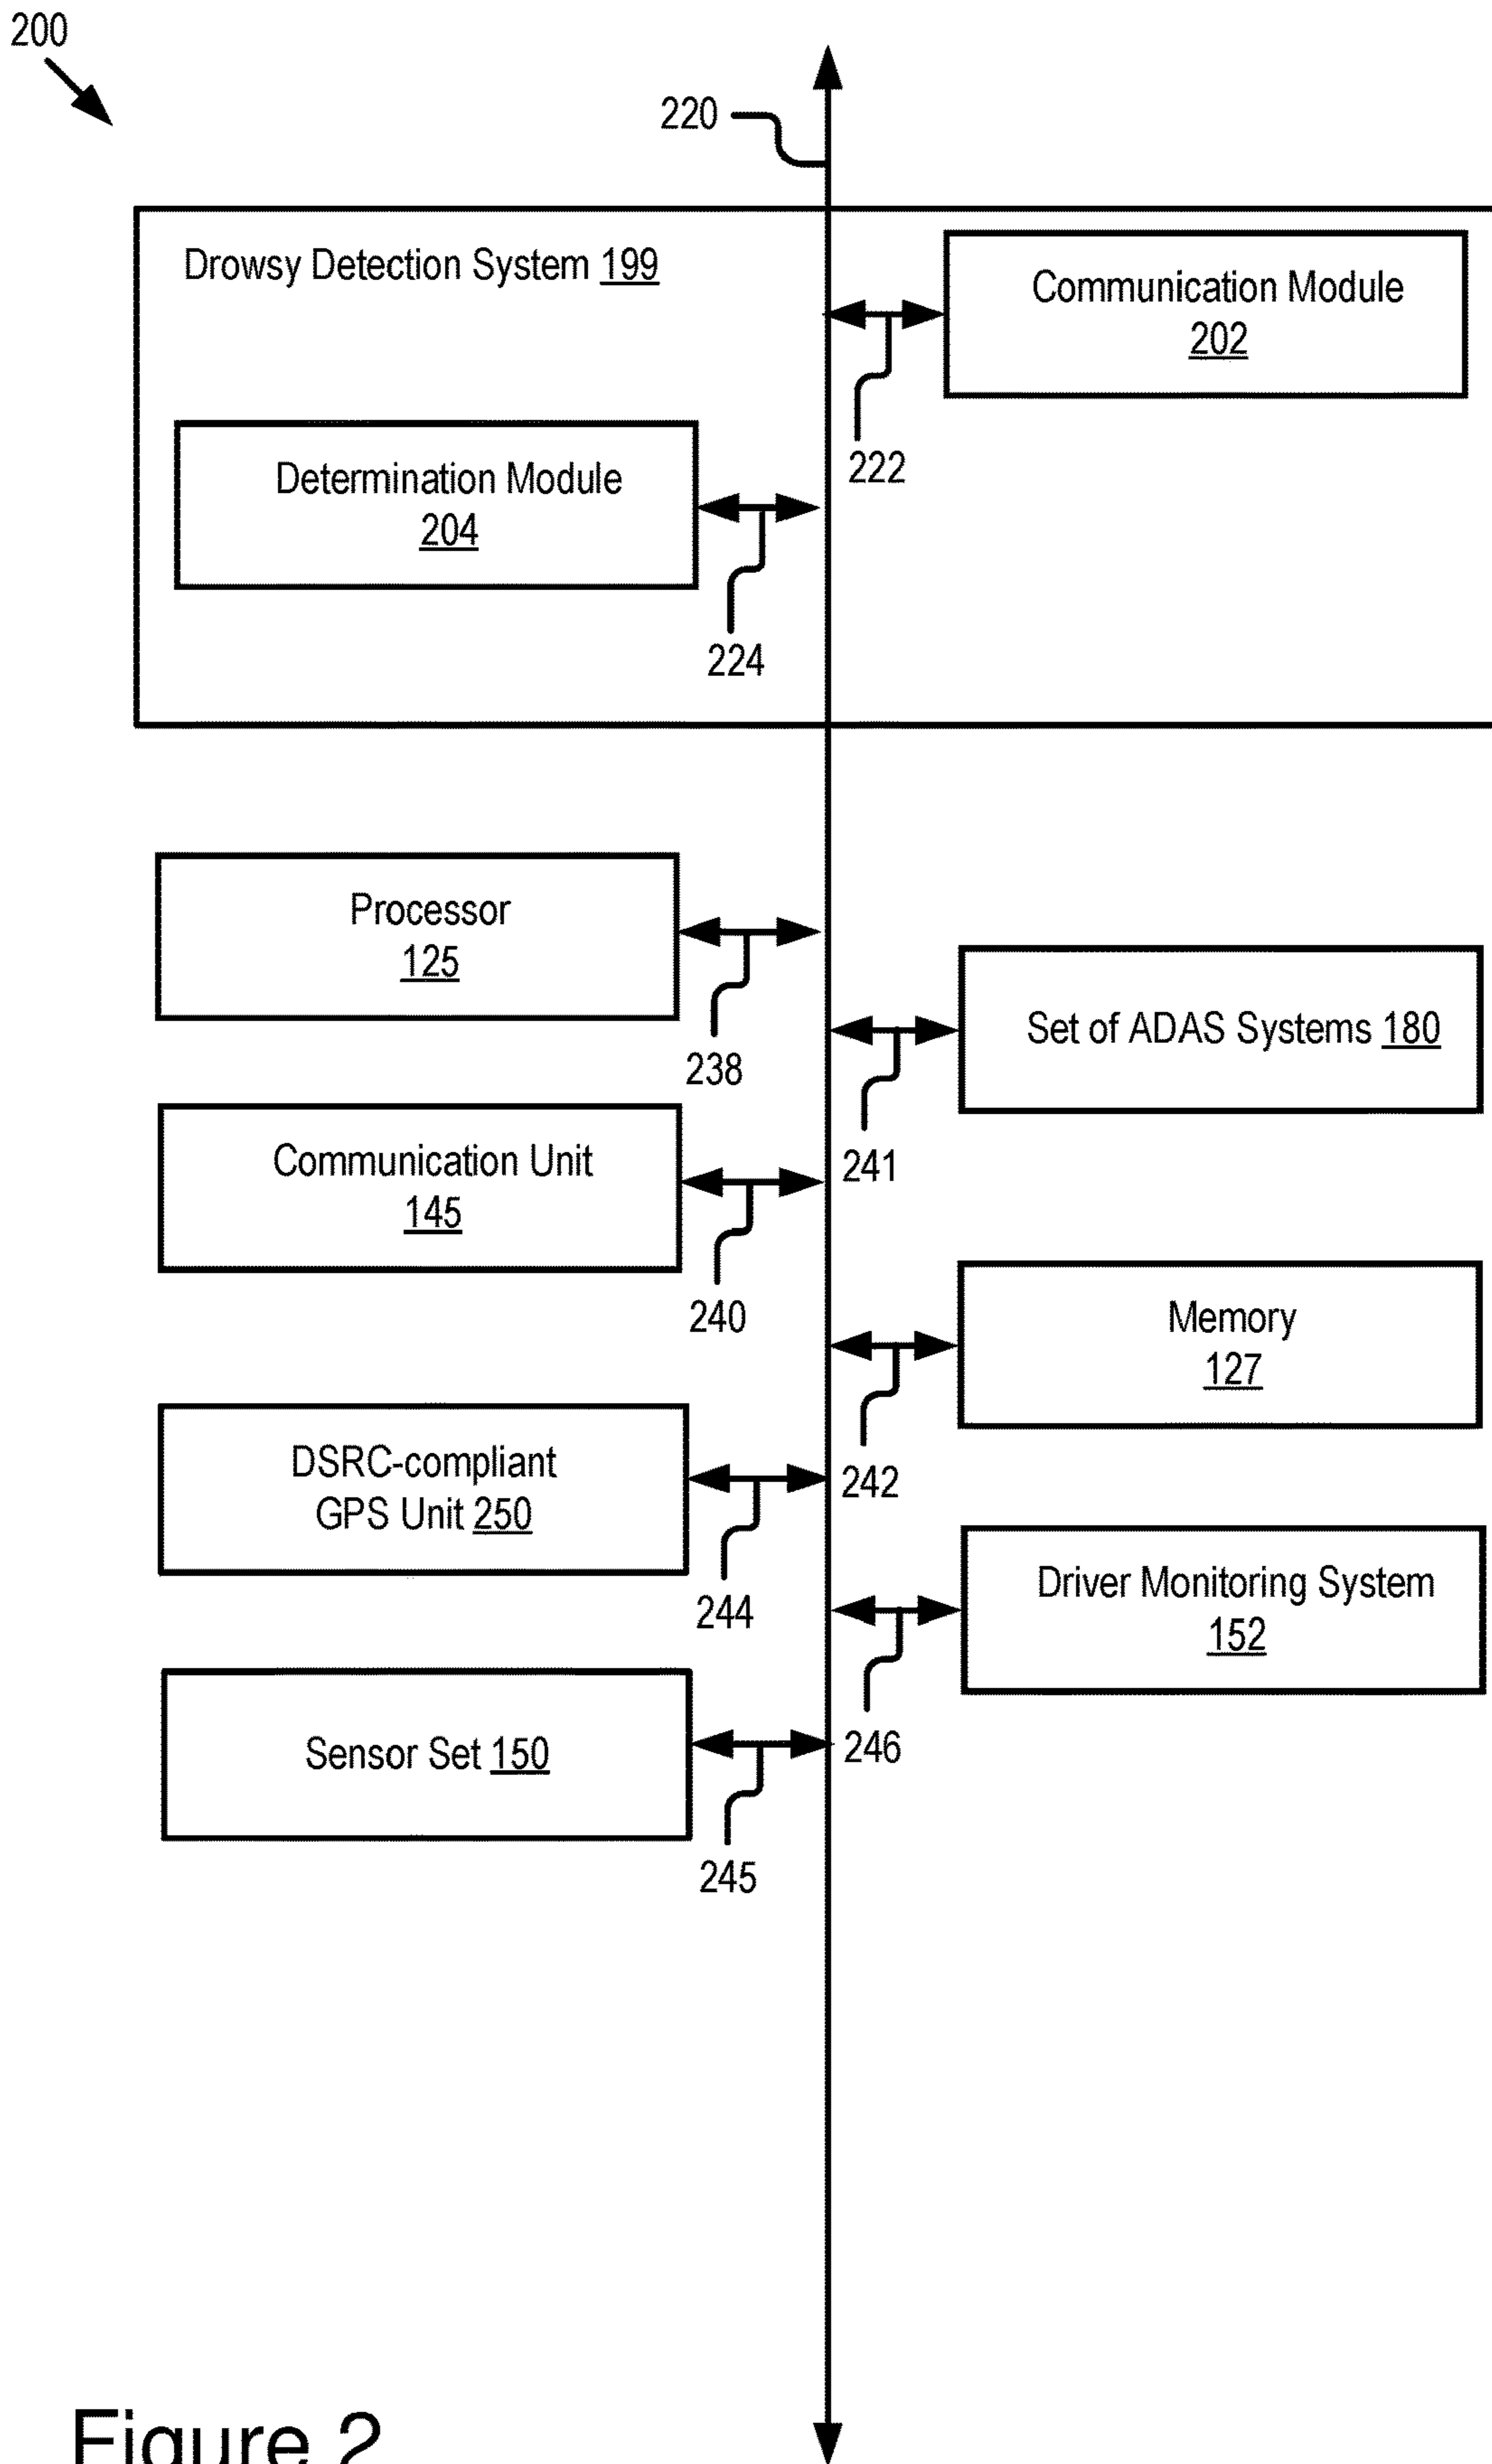 200
220
Drowsy Detection System 199
Communication Module
202
222
Determination Module
204
224
Processor
125
238
Set of ADAS Systems 180
241
Communication Unit
145
240
Memory
127
242
DSRC-compliant
GPS Unit 250
244
Driver Monitoring System
152
246
Sensor Set 150
245
Figure 2